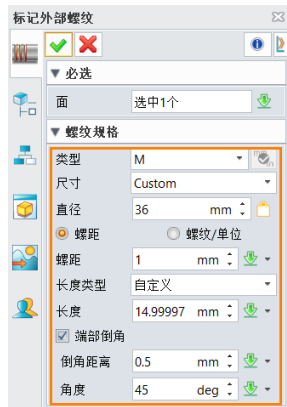 标记外部螺纹
▼ 必选
面 选中1个
▼ 螺纹规格
类型 M
尺寸 Custom
直径 36 mm
螺距 螺纹/单位
螺距 1 mm
长度类型 自定义
长度 14.99997 mm
端部倒角
倒角距离 0.5 mm
角度 45 deg